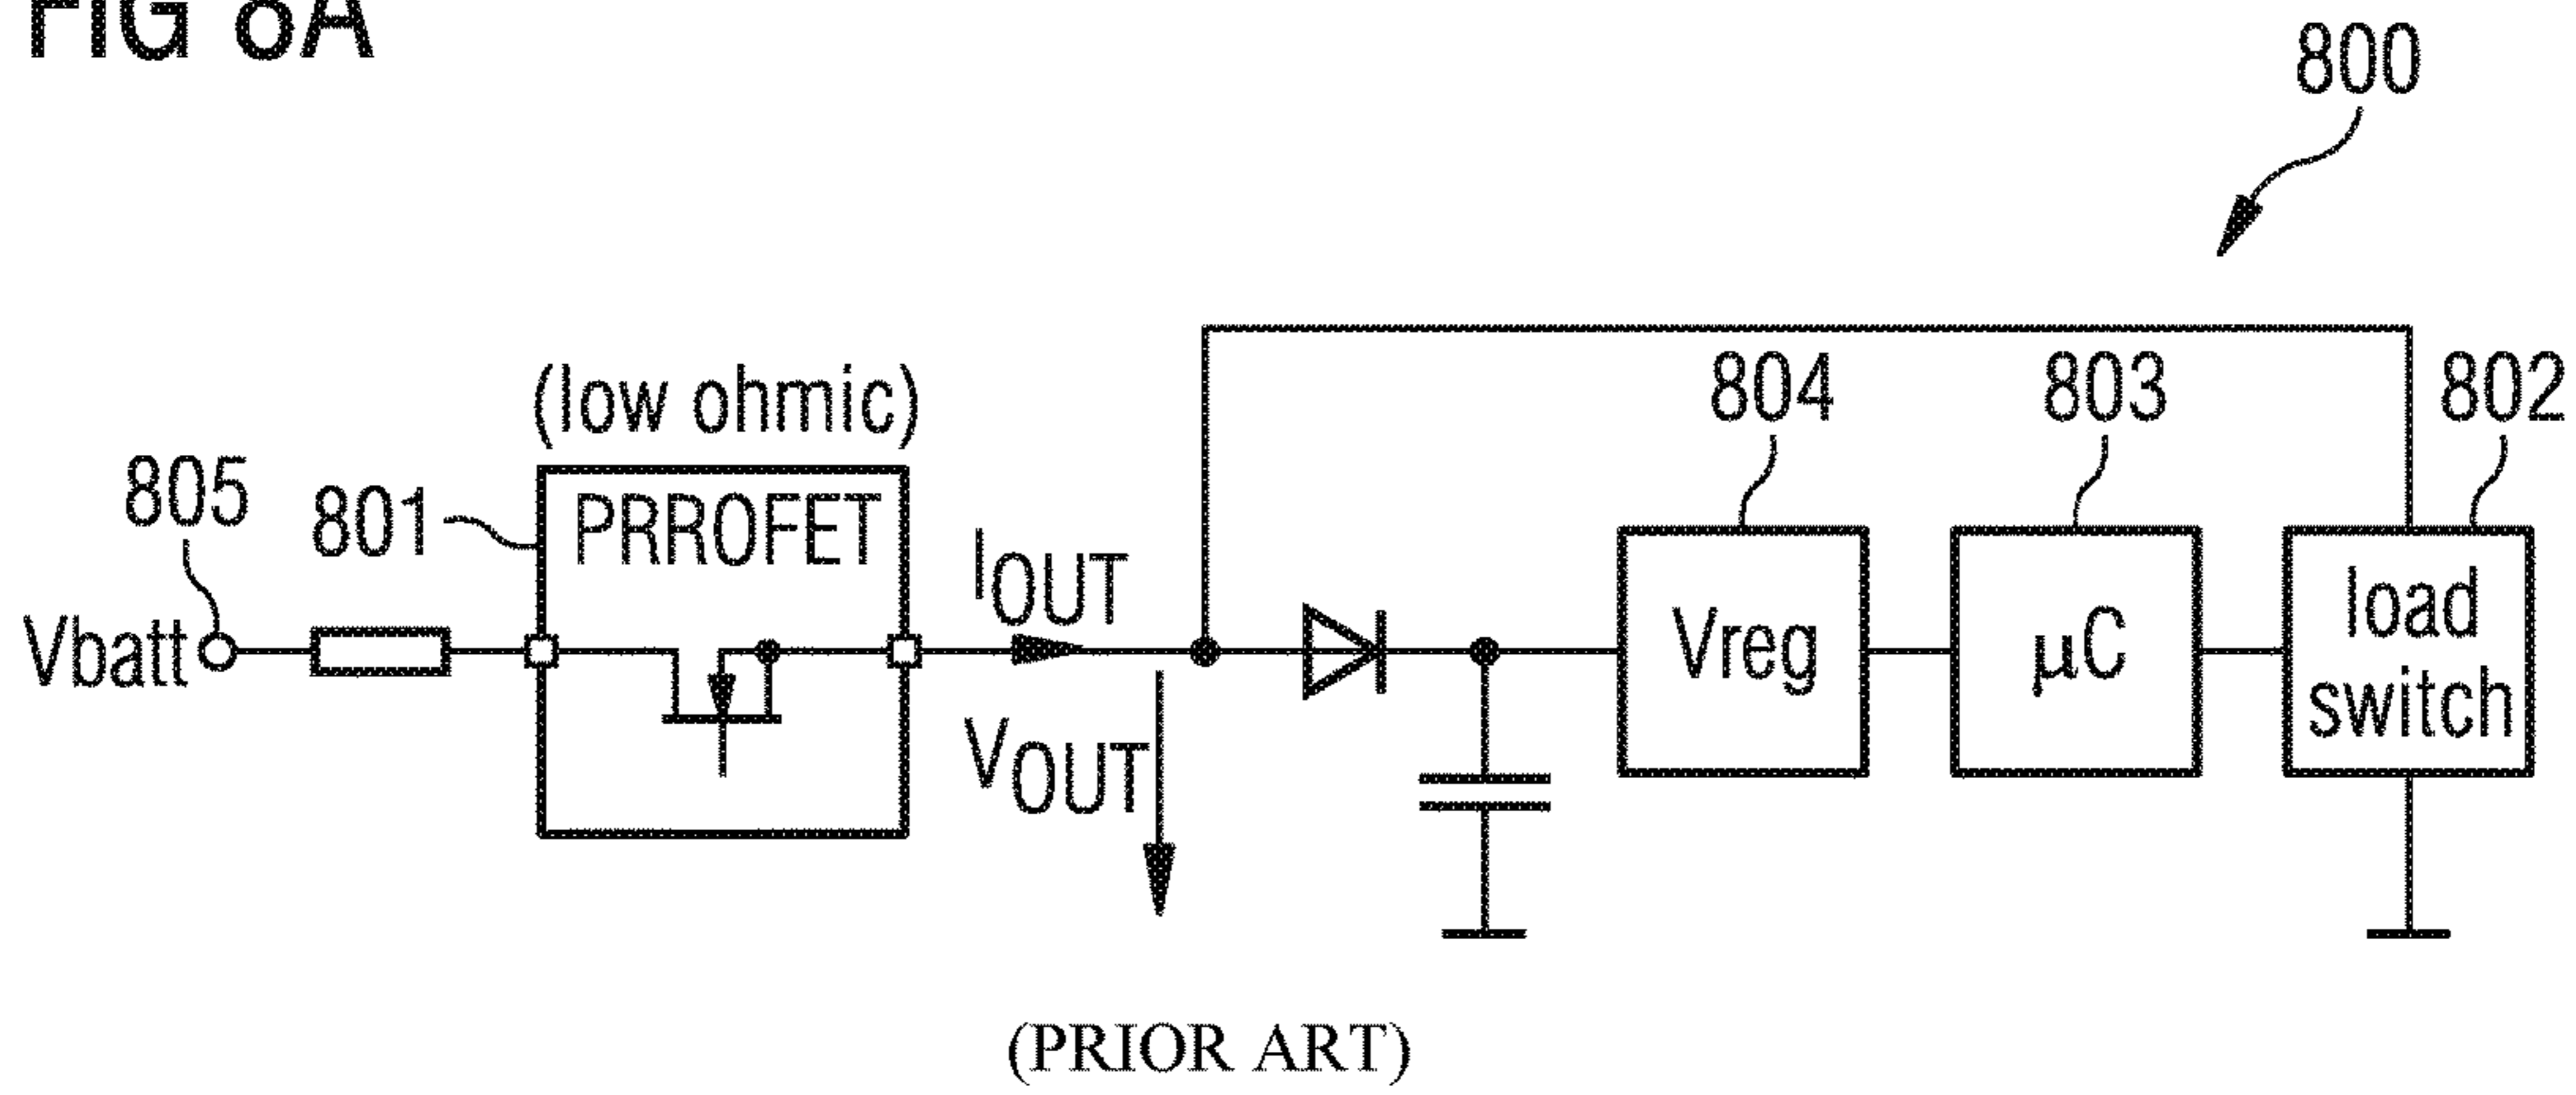 FIG 8A
800
(low ohmic)
804
803
802
805
801
PRROFET
IOUT
Vbatt
Vreg
µC
load
switch
VOUT
(PRIOR ART)